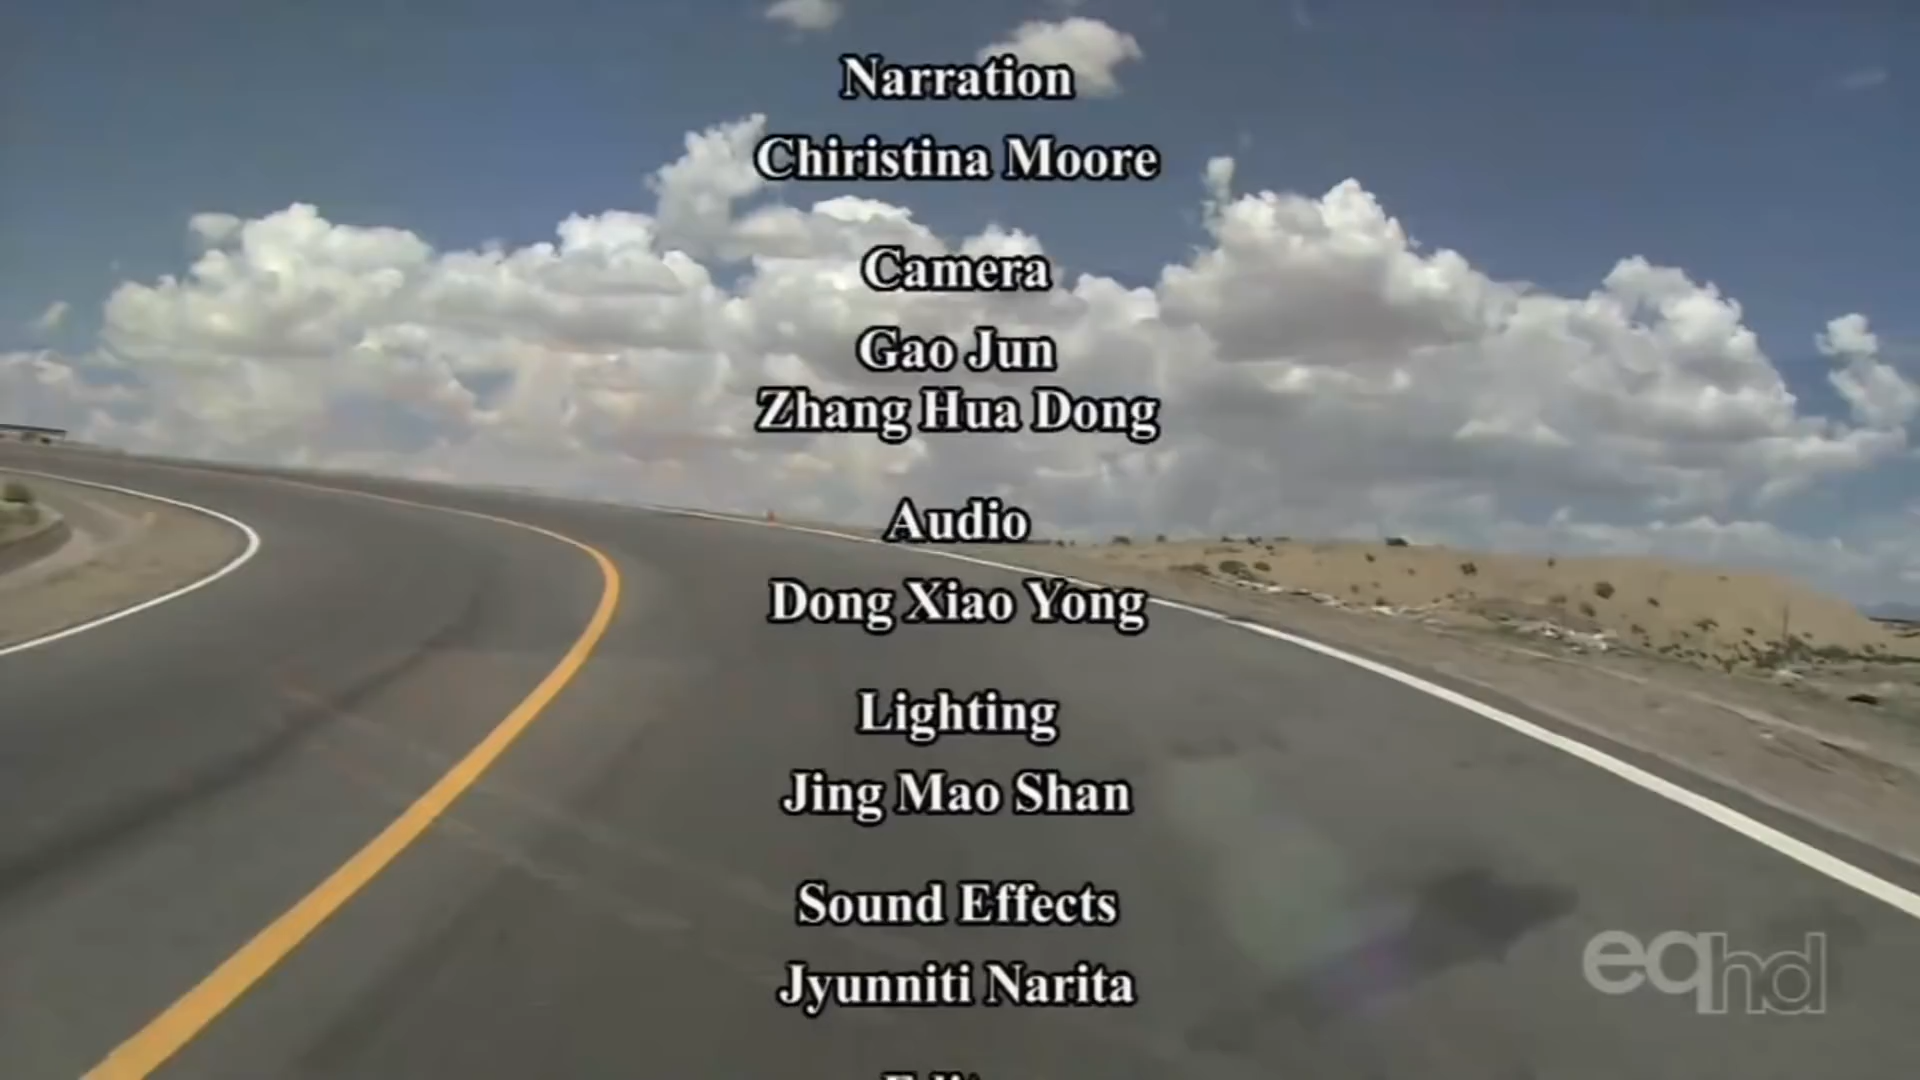 Narration
Chiristina Moore
Camera
Gao Jun
Zhang Hua Dong
Audio
Dong Xiao Yong
Lighting
Jing Mao Shan
Sound Effects
Jyunniti Narita
eqhd